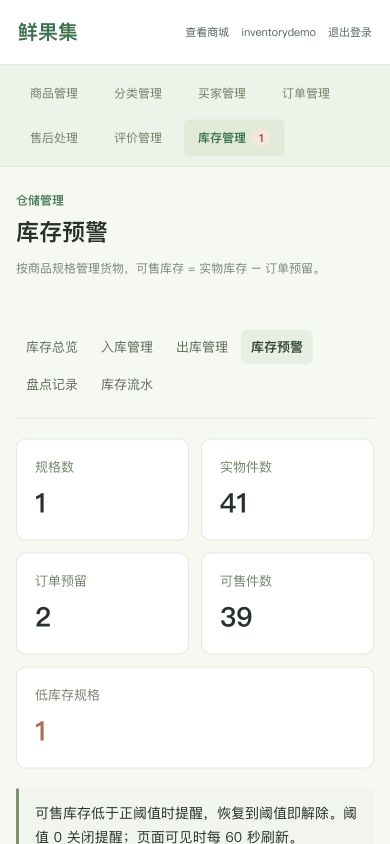 鲜果集
查看商城 inventorydemo 退出登录
商品管理 分类管理 买家管理 订单管理
售后处理 评价管理 库存管理 1
仓储管理
库存预警
按商品规格管理货物，可售库存 = 实物库存 − 订单预留。
库存总览 入库管理 出库管理 库存预警
盘点记录 库存流水
规格数 实物件数
1 41
订单预留 可售件数
2 39
低库存规格
1
可售库存低于正阈值时提醒，恢复到阈值即解除。阈
值 0 关闭提醒；页面可见时每 60 秒刷新。